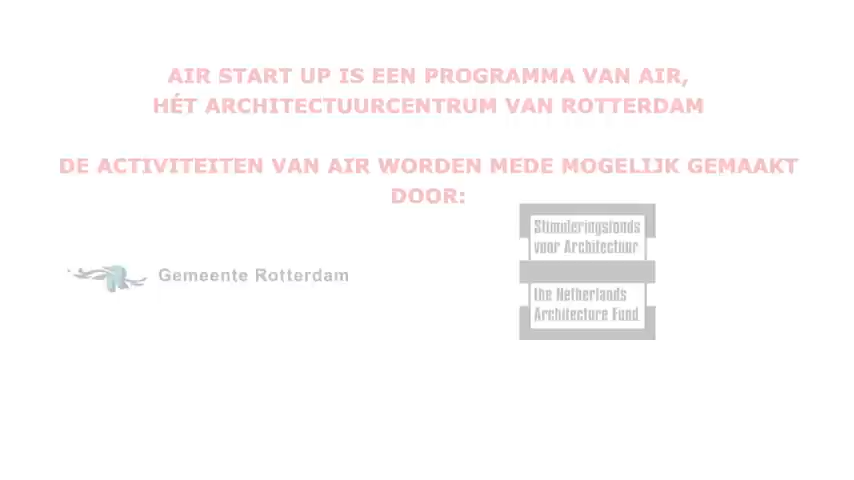 AIR START UP IS EEN PROGRAMMA VAN AIR,
HÉT ARCHITECTUURCENTRUM VAN ROTTERDAM
DE ACTIVITEITEN VAN AIR WORDEN MEDE MOGELIJK GEMAAKT
DOOR:
Stimuleringsfonds
voor Architectuur
Gemeente Rotterdam
the Netherlands
Architecture Fund